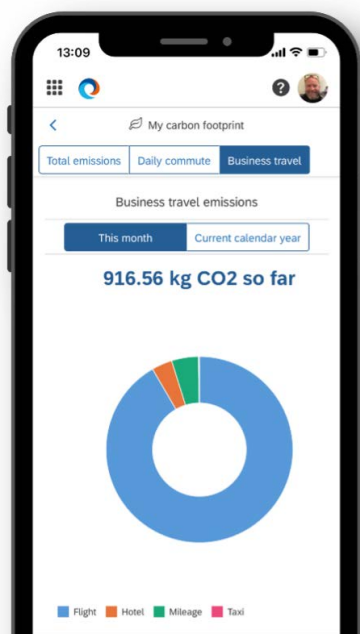 13:09
?
My carbon footprint
Total emissions Daily commute Business travel
Business travel emissions
This month Current calendar year
916.56 kg CO2 so far
Flight Hotel Mileage Taxi